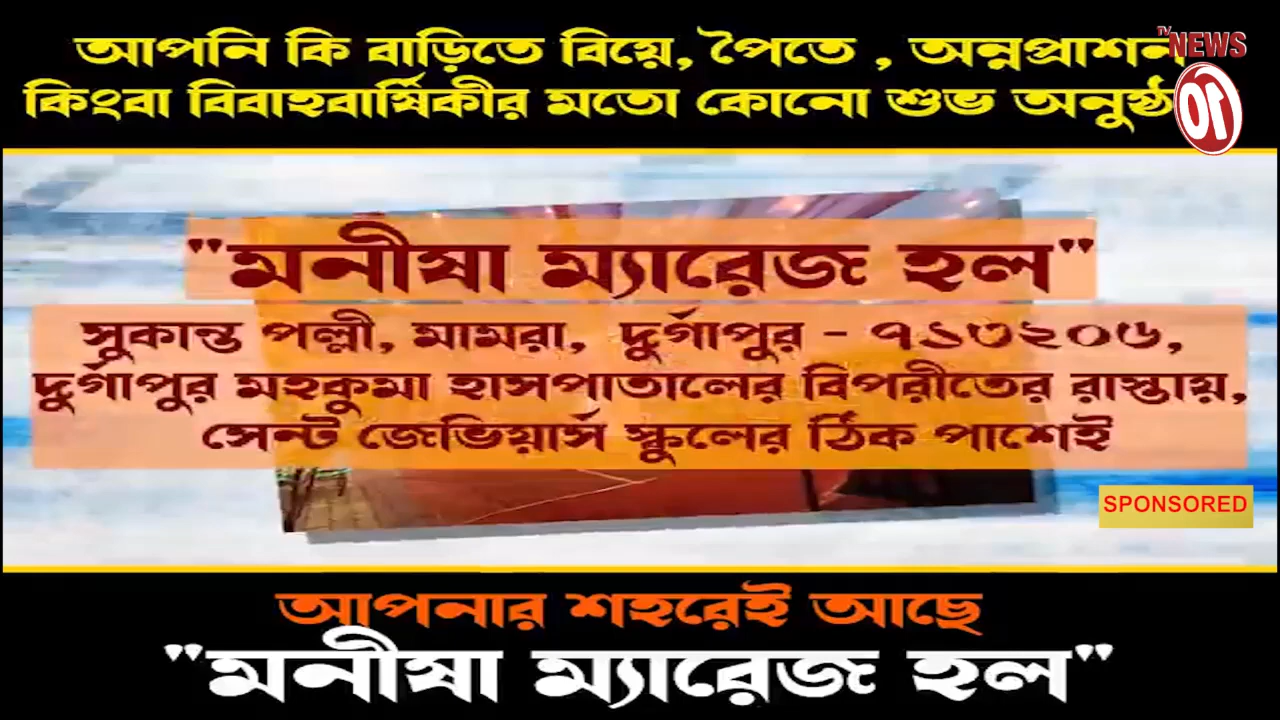 আপনি কি বাড়িতে বিয়ে, পৈতে , অন্নপ্রাশন
TV NEWS
কিংবা বিবাহবার্ষিকীর মতো কোনো শুভ
"মনীষা ম্যারেজ হল"
সুকান্ত পল্লী, মামরা, দুর্গাপুর - ৭১৩২০৬,
দুর্গাপুর মহকুমা হাসপাতালের বিপরীতের রাস্তায়,
সেন্ট জেভিয়ার্স স্কুলের ঠিক পাশেই
SPONSORED
আপনার শহরেই আছে
"মনীষা ম্যারেজ হল"